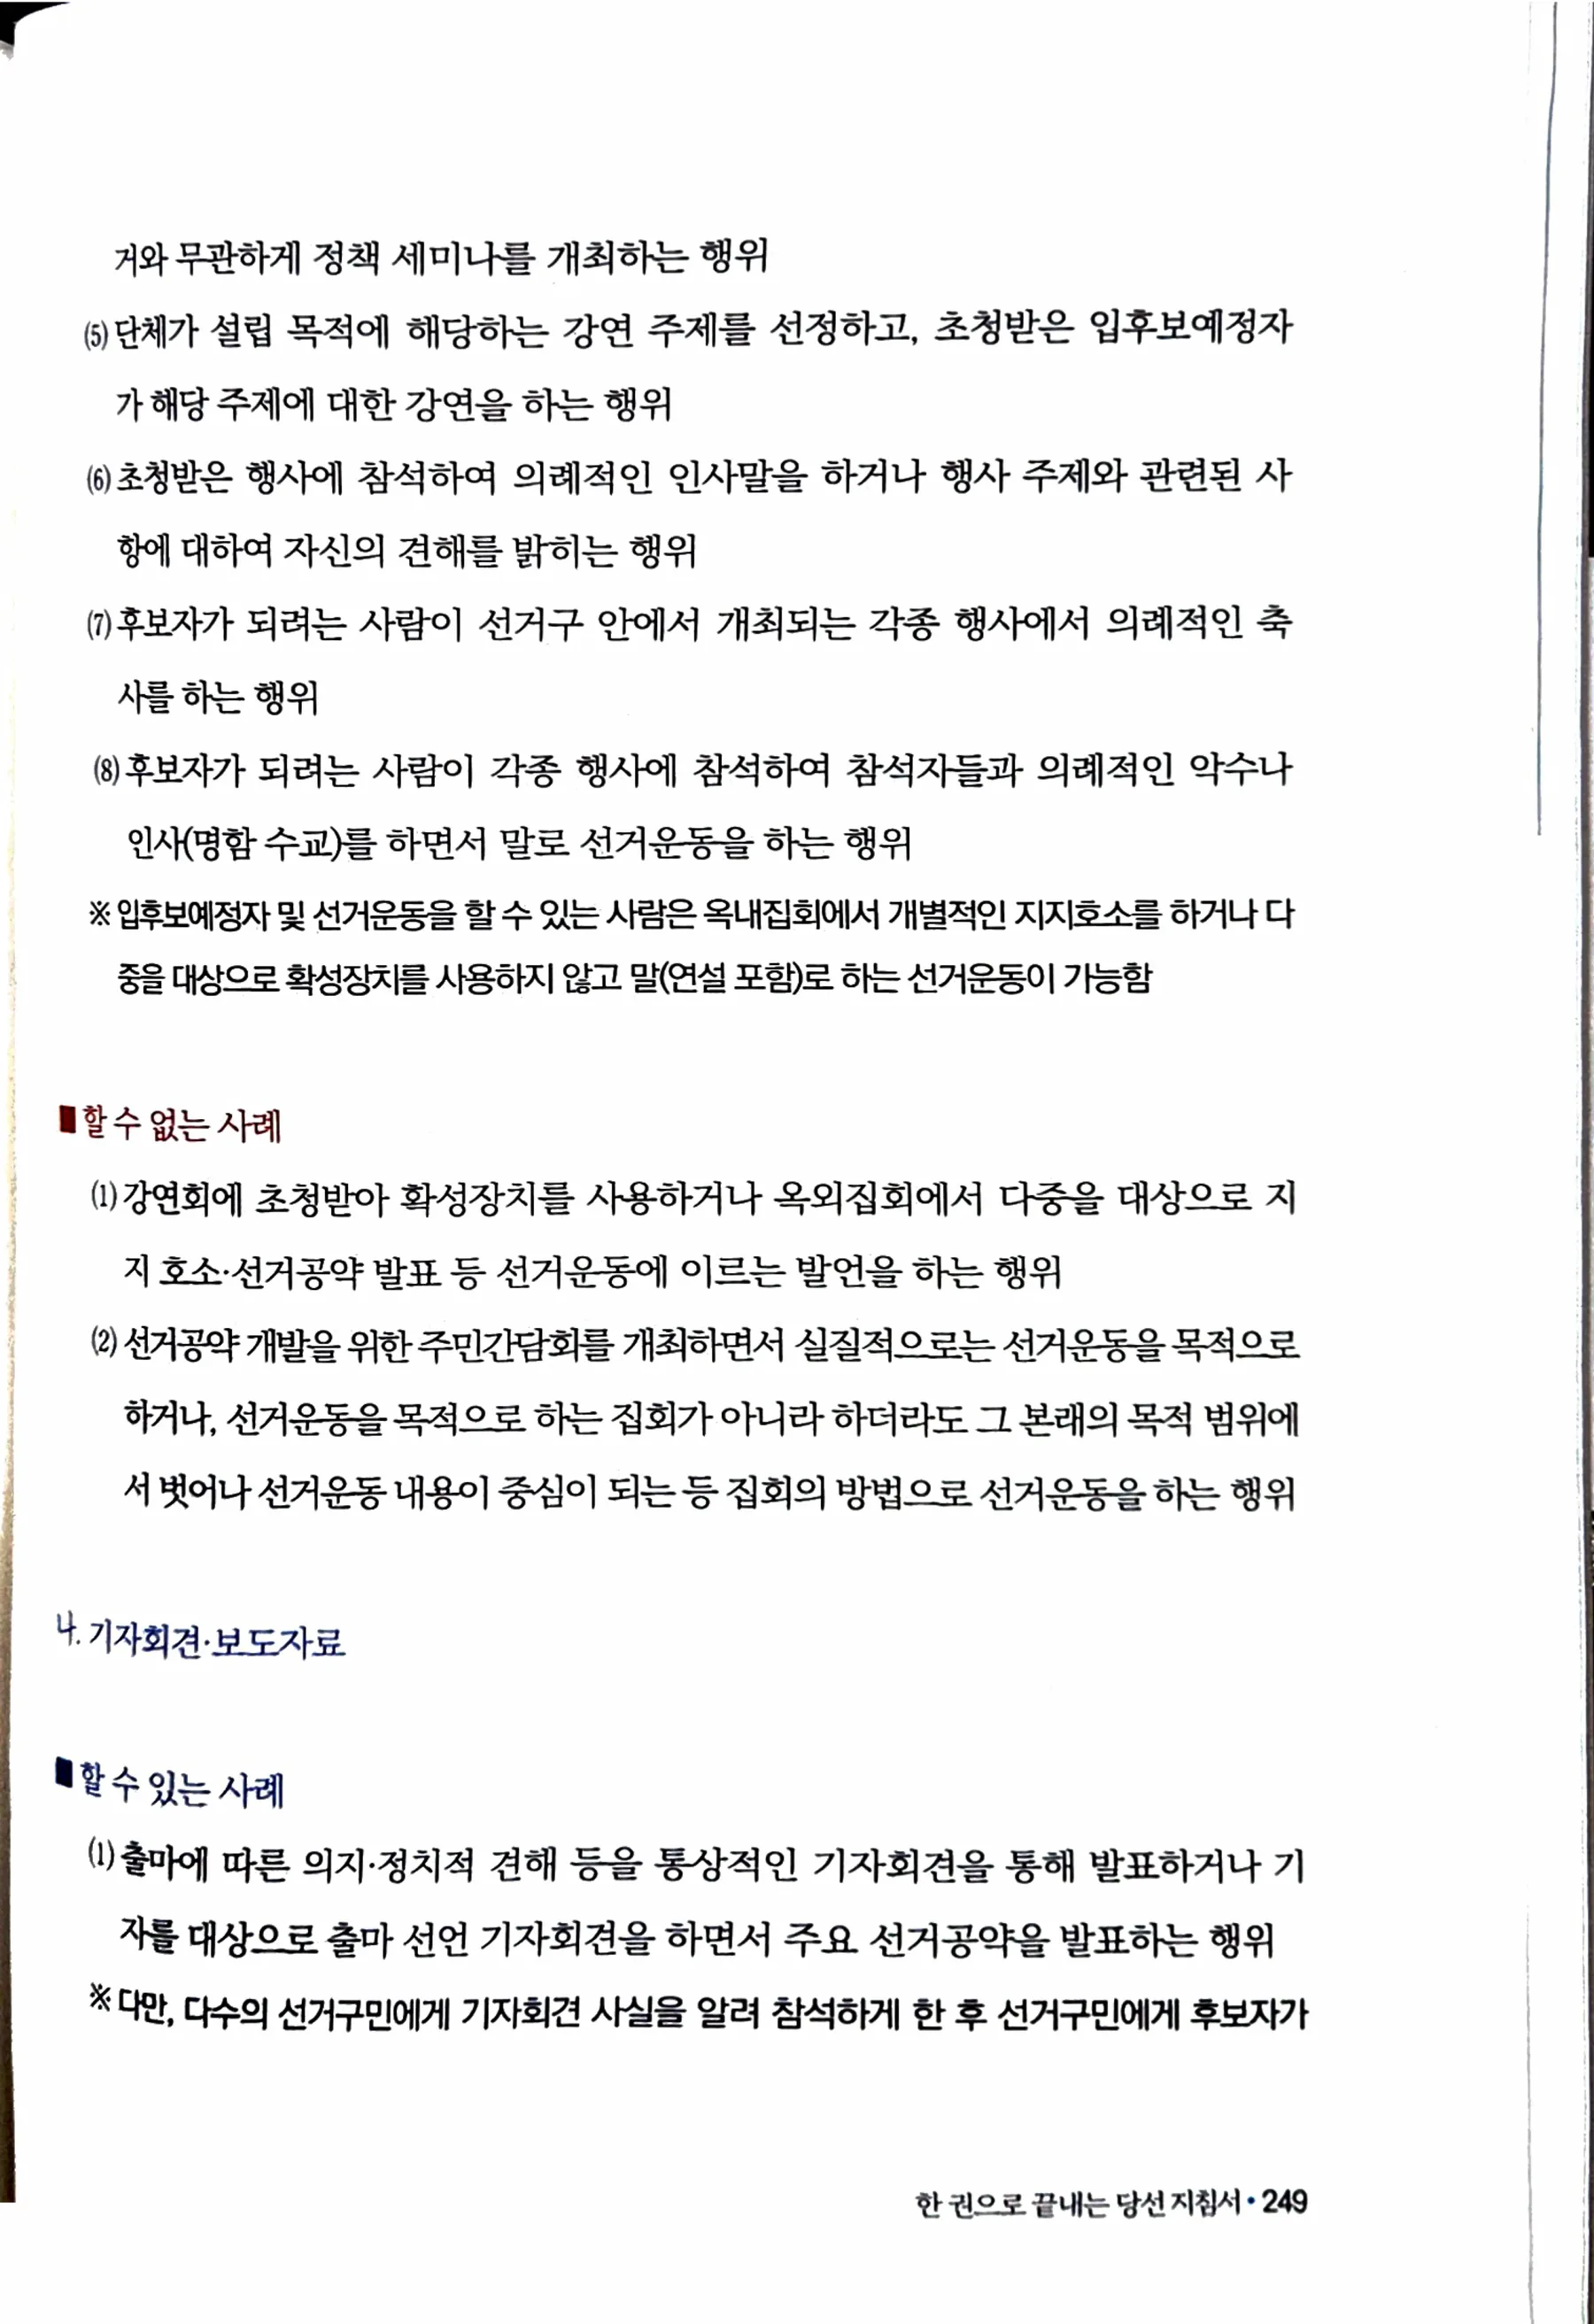 거와 무관하게 정책 세미나를 개최하는 행위
⑸ 단체가 설립 목적에 해당하는 강연 주제를 선정하고, 초청받은 입후보예정자
가 해당 주제에 대한 강연을 하는 행위
⑹ 초청받은 행사에 참석하여 의례적인 인사말을 하거나 행사 주제와 관련된 사
항에 대하여 자신의 견해를 밝히는 행위
⑺ 후보자가 되려는 사람이 선거구 안에서 개최되는 각종 행사에서 의례적인 축
사를 하는 행위
⑻ 후보자가 되려는 사람이 각종 행사에 참석하여 참석자들과 의례적인 악수나
인사(명함 수교)를 하면서 말로 선거운동을 하는 행위
※ 입후보예정자 및 선거운동을 할 수 있는 사람은 옥내집회에서 개별적인 지지호소를 하거나 다
중을 대상으로 확성장치를 사용하지 않고 말(연설 포함)로 하는 선거운동이 가능함
■ 할 수 없는 사례
⑴ 강연회에 초청받아 확성장치를 사용하거나 옥외집회에서 다중을 대상으로 지
지 호소·선거공약 발표 등 선거운동에 이르는 발언을 하는 행위
⑵ 선거공약 개발을 위한 주민간담회를 개최하면서 실질적으로는 선거운동을 목적으로
하거나, 선거운동을 목적으로 하는 집회가 아니라 하더라도 그 본래의 목적 범위에
서 벗어나 선거운동 내용이 중심이 되는 등 집회의 방법으로 선거운동을 하는 행위
4. 기자회견·보도자료
■ 할 수 있는 사례
⑴ 출마에 따른 의지·정치적 견해 등을 통상적인 기자회견을 통해 발표하거나 기
자를 대상으로 출마 선언 기자회견을 하면서 주요 선거공약을 발표하는 행위
※ 다만, 다수의 선거구민에게 기자회견 사실을 알려 참석하게 한 후 선거구민에게 후보자가
한 권으로 끝내는 당선 지침서 • 249